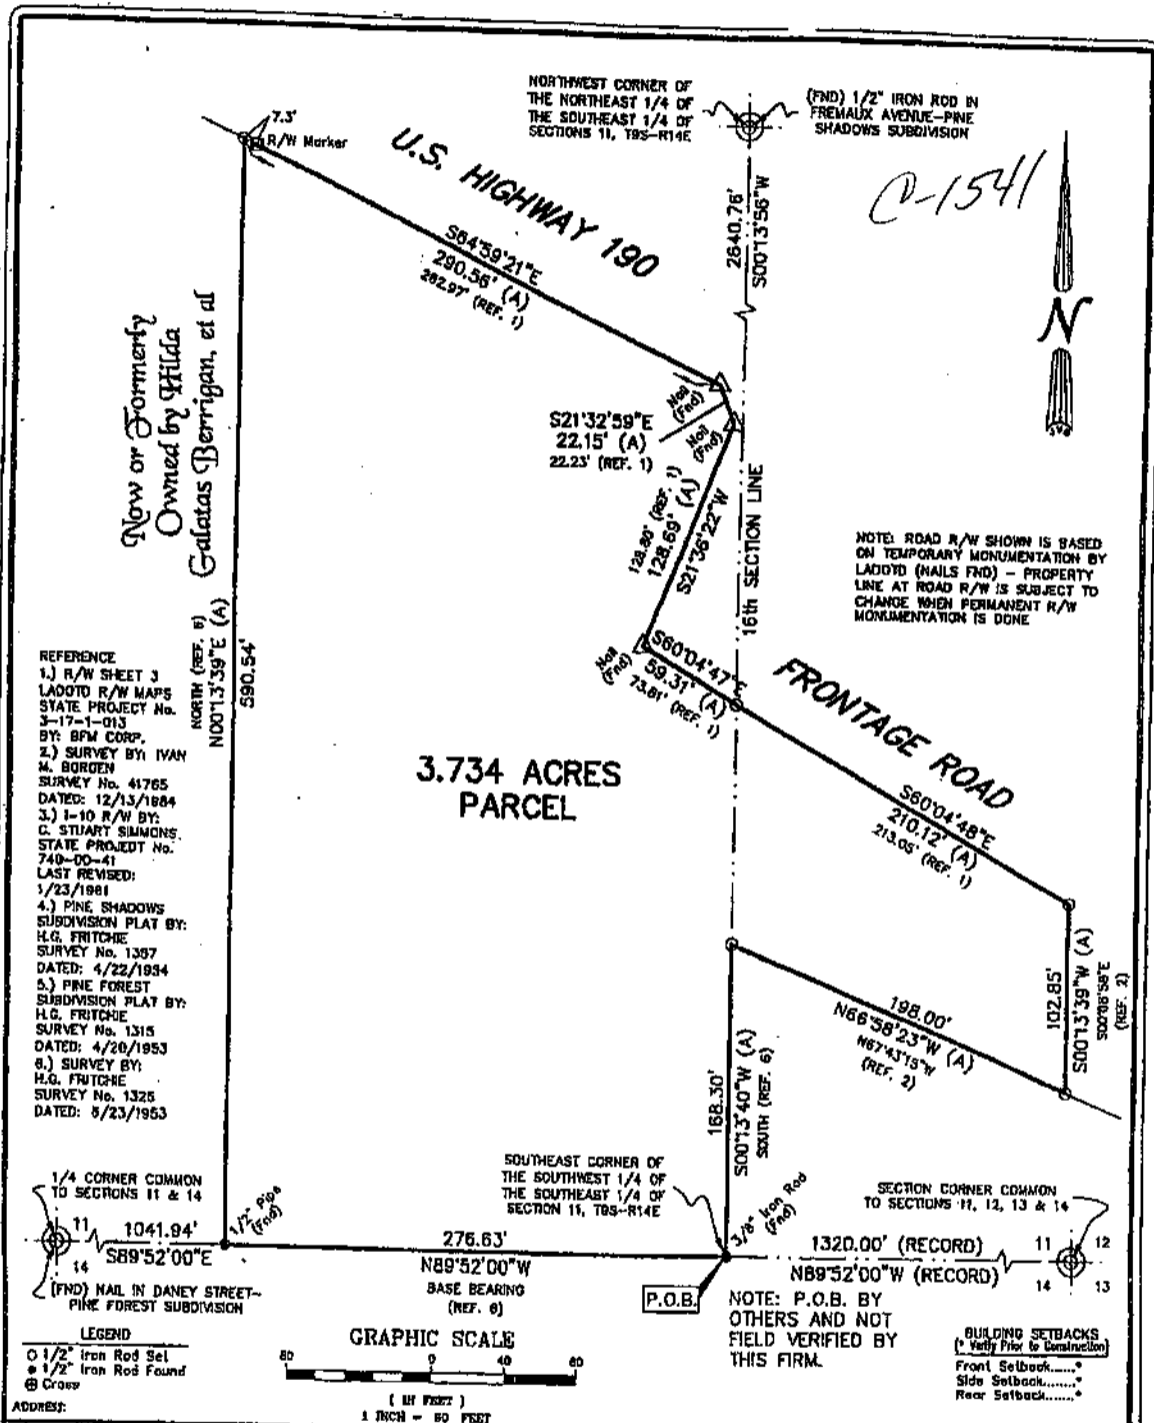 NORTHWEST CORNER OF
THE NORTHEAST 1/4 OF
THE SOUTHEAST 1/4 OF
SECTIONS 11, T9S-R14E
(FND) 1/2" IRON ROD IN
FREMAUX AVENUE-PINE
SHADOWS SUBDIVISION
7.3'
R/W Marker
U.S. HIGHWAY 190
C-1541
2640.76'
S00°13'56"W
S64°59'21"E
290.56' (A)
262.97' (REF. 1)
N
Now or Formerly
Owned by Hilda
Galatas Berrigan, et al
Nail
(Fnd)
S21°32'59"E
22.15' (A)
22.23' (REF. 1)
Nail
(Fnd)
128.80' (REF. 1)
128.69' (A)
S21°36'22"W
16th SECTION LINE
NOTE: ROAD R/W SHOWN IS BASED
ON TEMPORARY MONUMENTATION BY
LADOTD (NAILS FND) - PROPERTY
LINE AT ROAD R/W IS SUBJECT TO
CHANGE WHEN PERMANENT R/W
MONUMENTATION IS DONE
NORTH (REF. 6)
N00°13'39"E (A)
590.54'
Nail
(Fnd)
S60°04'47"E
59.31' (A)
73.81' (REF. 1)
FRONTAGE ROAD
REFERENCE
1.) R/W SHEET 3
LADOTD R/W MAPS
STATE PROJECT No.
3-17-1-013
BY: BFM CORP.
2.) SURVEY BY: IVAN
M. BORGEN
SURVEY No. 41765
DATED: 12/13/1984
3.) I-10 R/W BY:
C. STUART SIMMONS.
STATE PROJECT No.
740-00-41
LAST REVISED:
1/23/1961
4.) PINE SHADOWS
SUBDIVISION PLAT BY:
H.G. FRITCHIE
SURVEY No. 1387
DATED: 4/22/1954
5.) PINE FOREST
SUBDIVISION PLAT BY:
H.G. FRITCHIE
SURVEY No. 1315
DATED: 4/20/1953
6.) SURVEY BY:
H.G. FRITCHIE
SURVEY No. 1325
DATED: 5/23/1953
3.734 ACRES
PARCEL
S60°04'48"E
210.12' (A)
213.05' (REF. 1)
102.85'
S00°13'39"W (A)
S00°08'58"E
(REF. 2)
198.00'
N66°58'23"W (A)
N67°43'15"W
(REF. 2)
168.30'
S00°13'40"W (A)
SOUTH (REF. 6)
1/4 CORNER COMMON
TO SECTIONS 11 & 14
11
14
1041.94'
S89°52'00"E
(FND) NAIL IN DANEY STREET-
PINE FOREST SUBDIVISION
1/2" Pipe
(Fnd)
SOUTHEAST CORNER OF
THE SOUTHWEST 1/4 OF
THE SOUTHEAST 1/4 OF
SECTION 11, T9S-R14E
276.63'
N89°52'00"W
BASE BEARING
(REF. 6)
3/8" Iron Rod
(Fnd)
P.O.B.
SECTION CORNER COMMON
TO SECTIONS 11, 12, 13 & 14
1320.00' (RECORD)
N89°52'00"W (RECORD)
11 12
14 13
NOTE: P.O.B. BY
OTHERS AND NOT
FIELD VERIFIED BY
THIS FIRM.
LEGEND
1/2" Iron Rod Set
1/2" Iron Rod Found
Cross
ADDRESS:
GRAPHIC SCALE
80 0 40 80
( IN FEET )
1 INCH = 80 FEET
BUILDING SETBACKS
(* Verify Prior to Construction)
Front Setback......*
Side Setback.......*
Rear Setback.......*